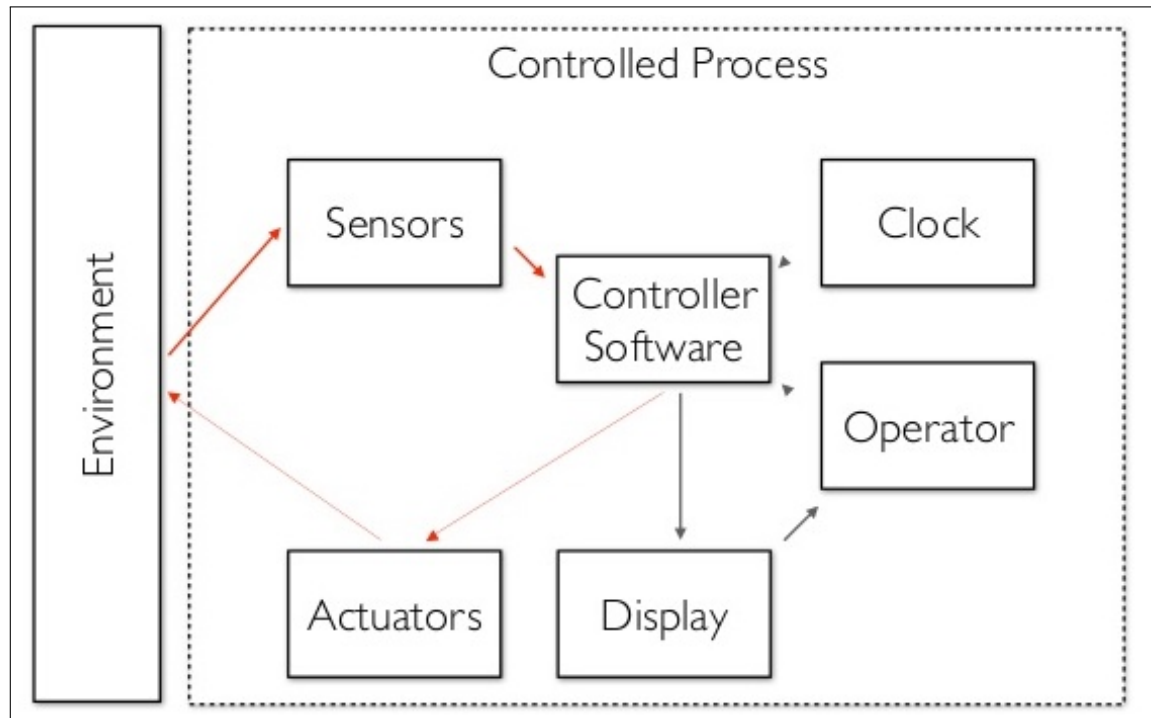 Controlled Process
Environment
Sensors
Clock
Controller
Software
Operator
Actuators
Display